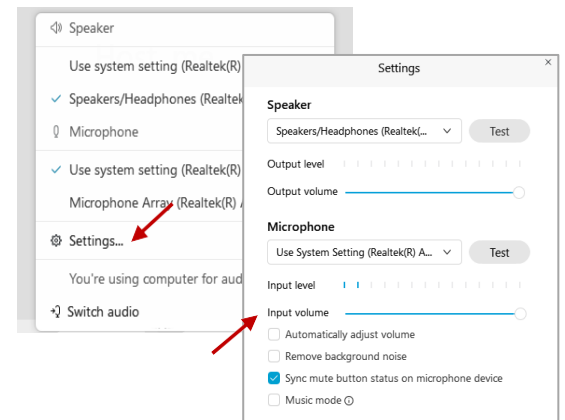 Speaker
Use system setting (Realtek(R)
Speakers/Headphones (Realtek
Microphone
Use system setting (Realtek(R)
Microphone Array (Realtek(R)
Settings...
You're using computer for aud
Switch audio
Settings
Speaker
Speakers/Headphones (Realtek(...
Test
Output level
Output volume
Microphone
Use System Setting (Realtek(R) A...
Test
Input level
Input volume
Automatically adjust volume
Remove background noise
Sync mute button status on microphone device
Music mode